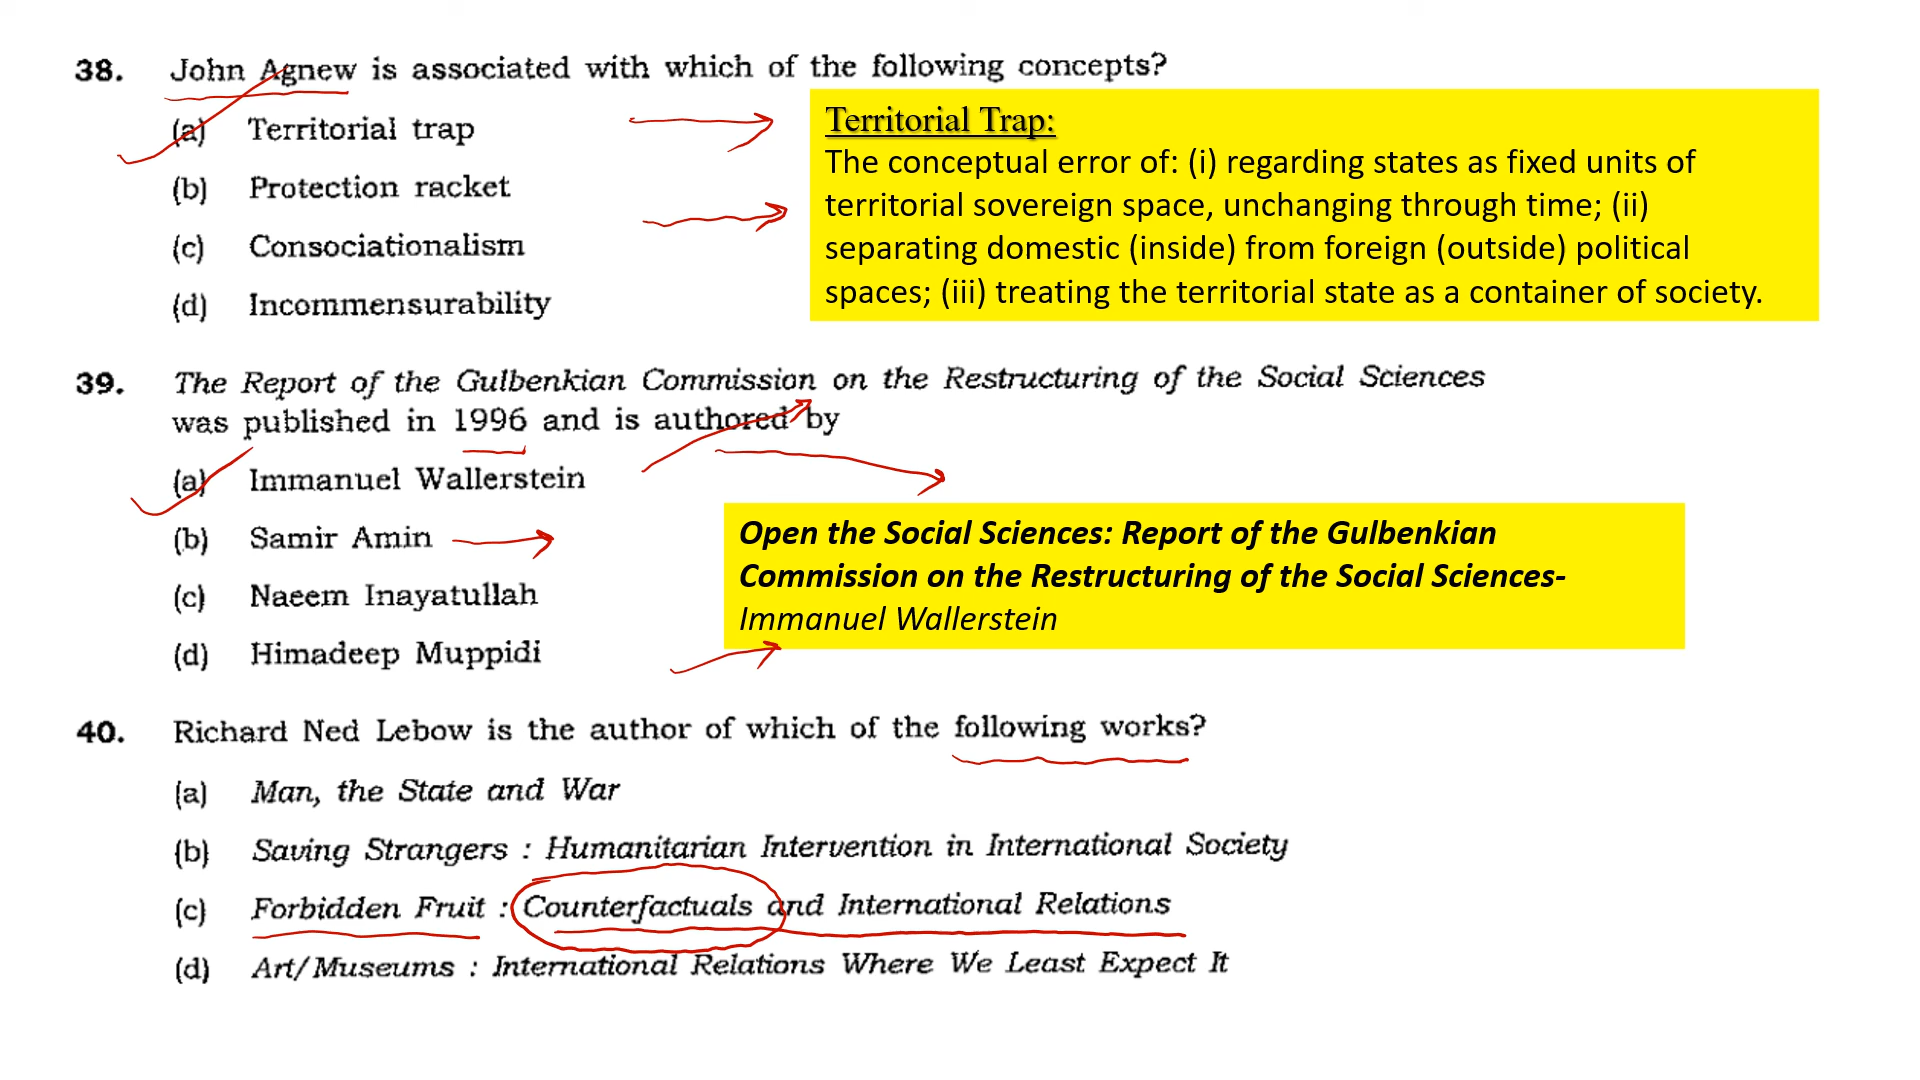 38. John Agnew is associated with which of the following concepts?
(a) Territorial trap
(b) Protection racket
(c) Consociationalism
(d) Incommensurability
Territorial Trap:
The conceptual error of: (i) regarding states as fixed units of
territorial sovereign space, unchanging through time; (ii)
separating domestic (inside) from foreign (outside) political
spaces; (iii) treating the territorial state as a container of society.
39. The Report of the Gulbenkian Commission on the Restructuring of the Social Sciences
was published in 1996 and is authored by
(a) Immanuel Wallerstein
(b) Samir Amin
(c) Naeem Inayatullah
(d) Himadeep Muppidi
Open the Social Sciences: Report of the Gulbenkian
Commission on the Restructuring of the Social Sciences-
Immanuel Wallerstein
40. Richard Ned Lebow is the author of which of the following works?
(a) Man, the State and War
(b) Saving Strangers : Humanitarian Intervention in International Society
(c) Forbidden Fruit : Counterfactuals and International Relations
(d) Art/Museums : International Relations Where We Least Expect It